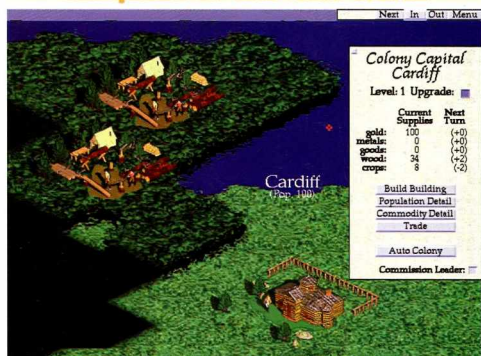 Next In Out Menu
Colony Capital
Cardiff
Level: 1 Upgrade:
Current Next
Supplies Turn
gold: 100 (+0)
metals: 0 (+0)
goods: 0 (+0)
wood: 34 (+2)
crops: 8 (-2)
Build Building
Population Detail
Commodity Detail
Trade
Auto Colony
Commission Leader:
Cardiff
(Pop. 100)